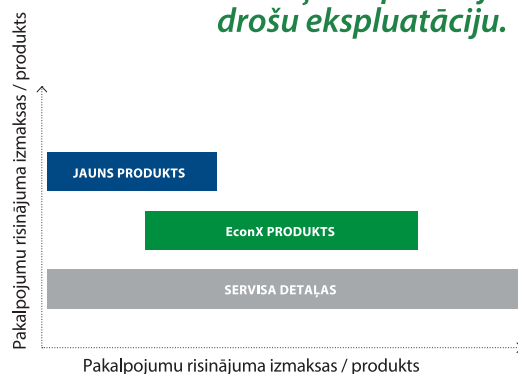 drošu ekspluatāciju.
Pakalpojumu risinājuma izmaksas / produkts
JAUNS PRODUKTS
EconX PRODUKTS
SERVISA DETAĻAS
Pakalpojumu risinājuma izmaksas / produkts